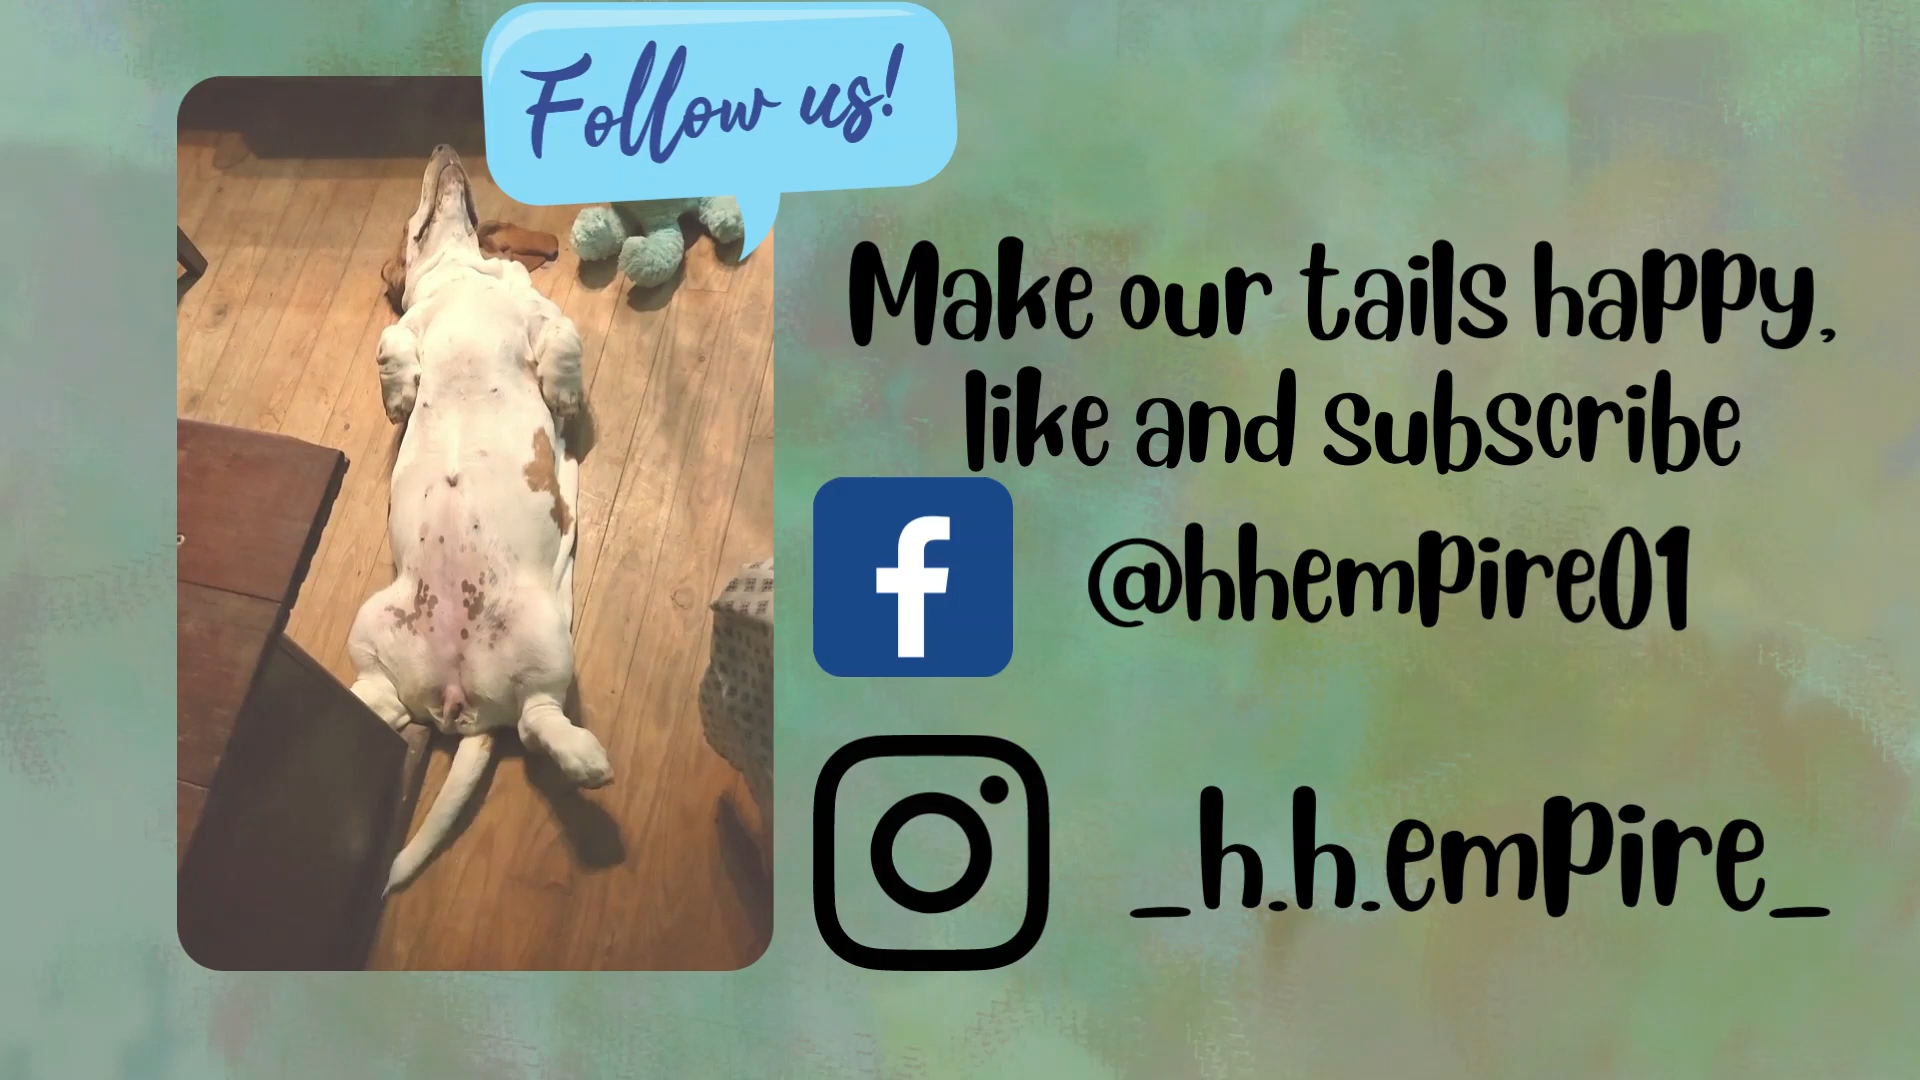 Follow us!
Make our tails happy,
like and subscribe
@hhempire01
_h.h.empire_